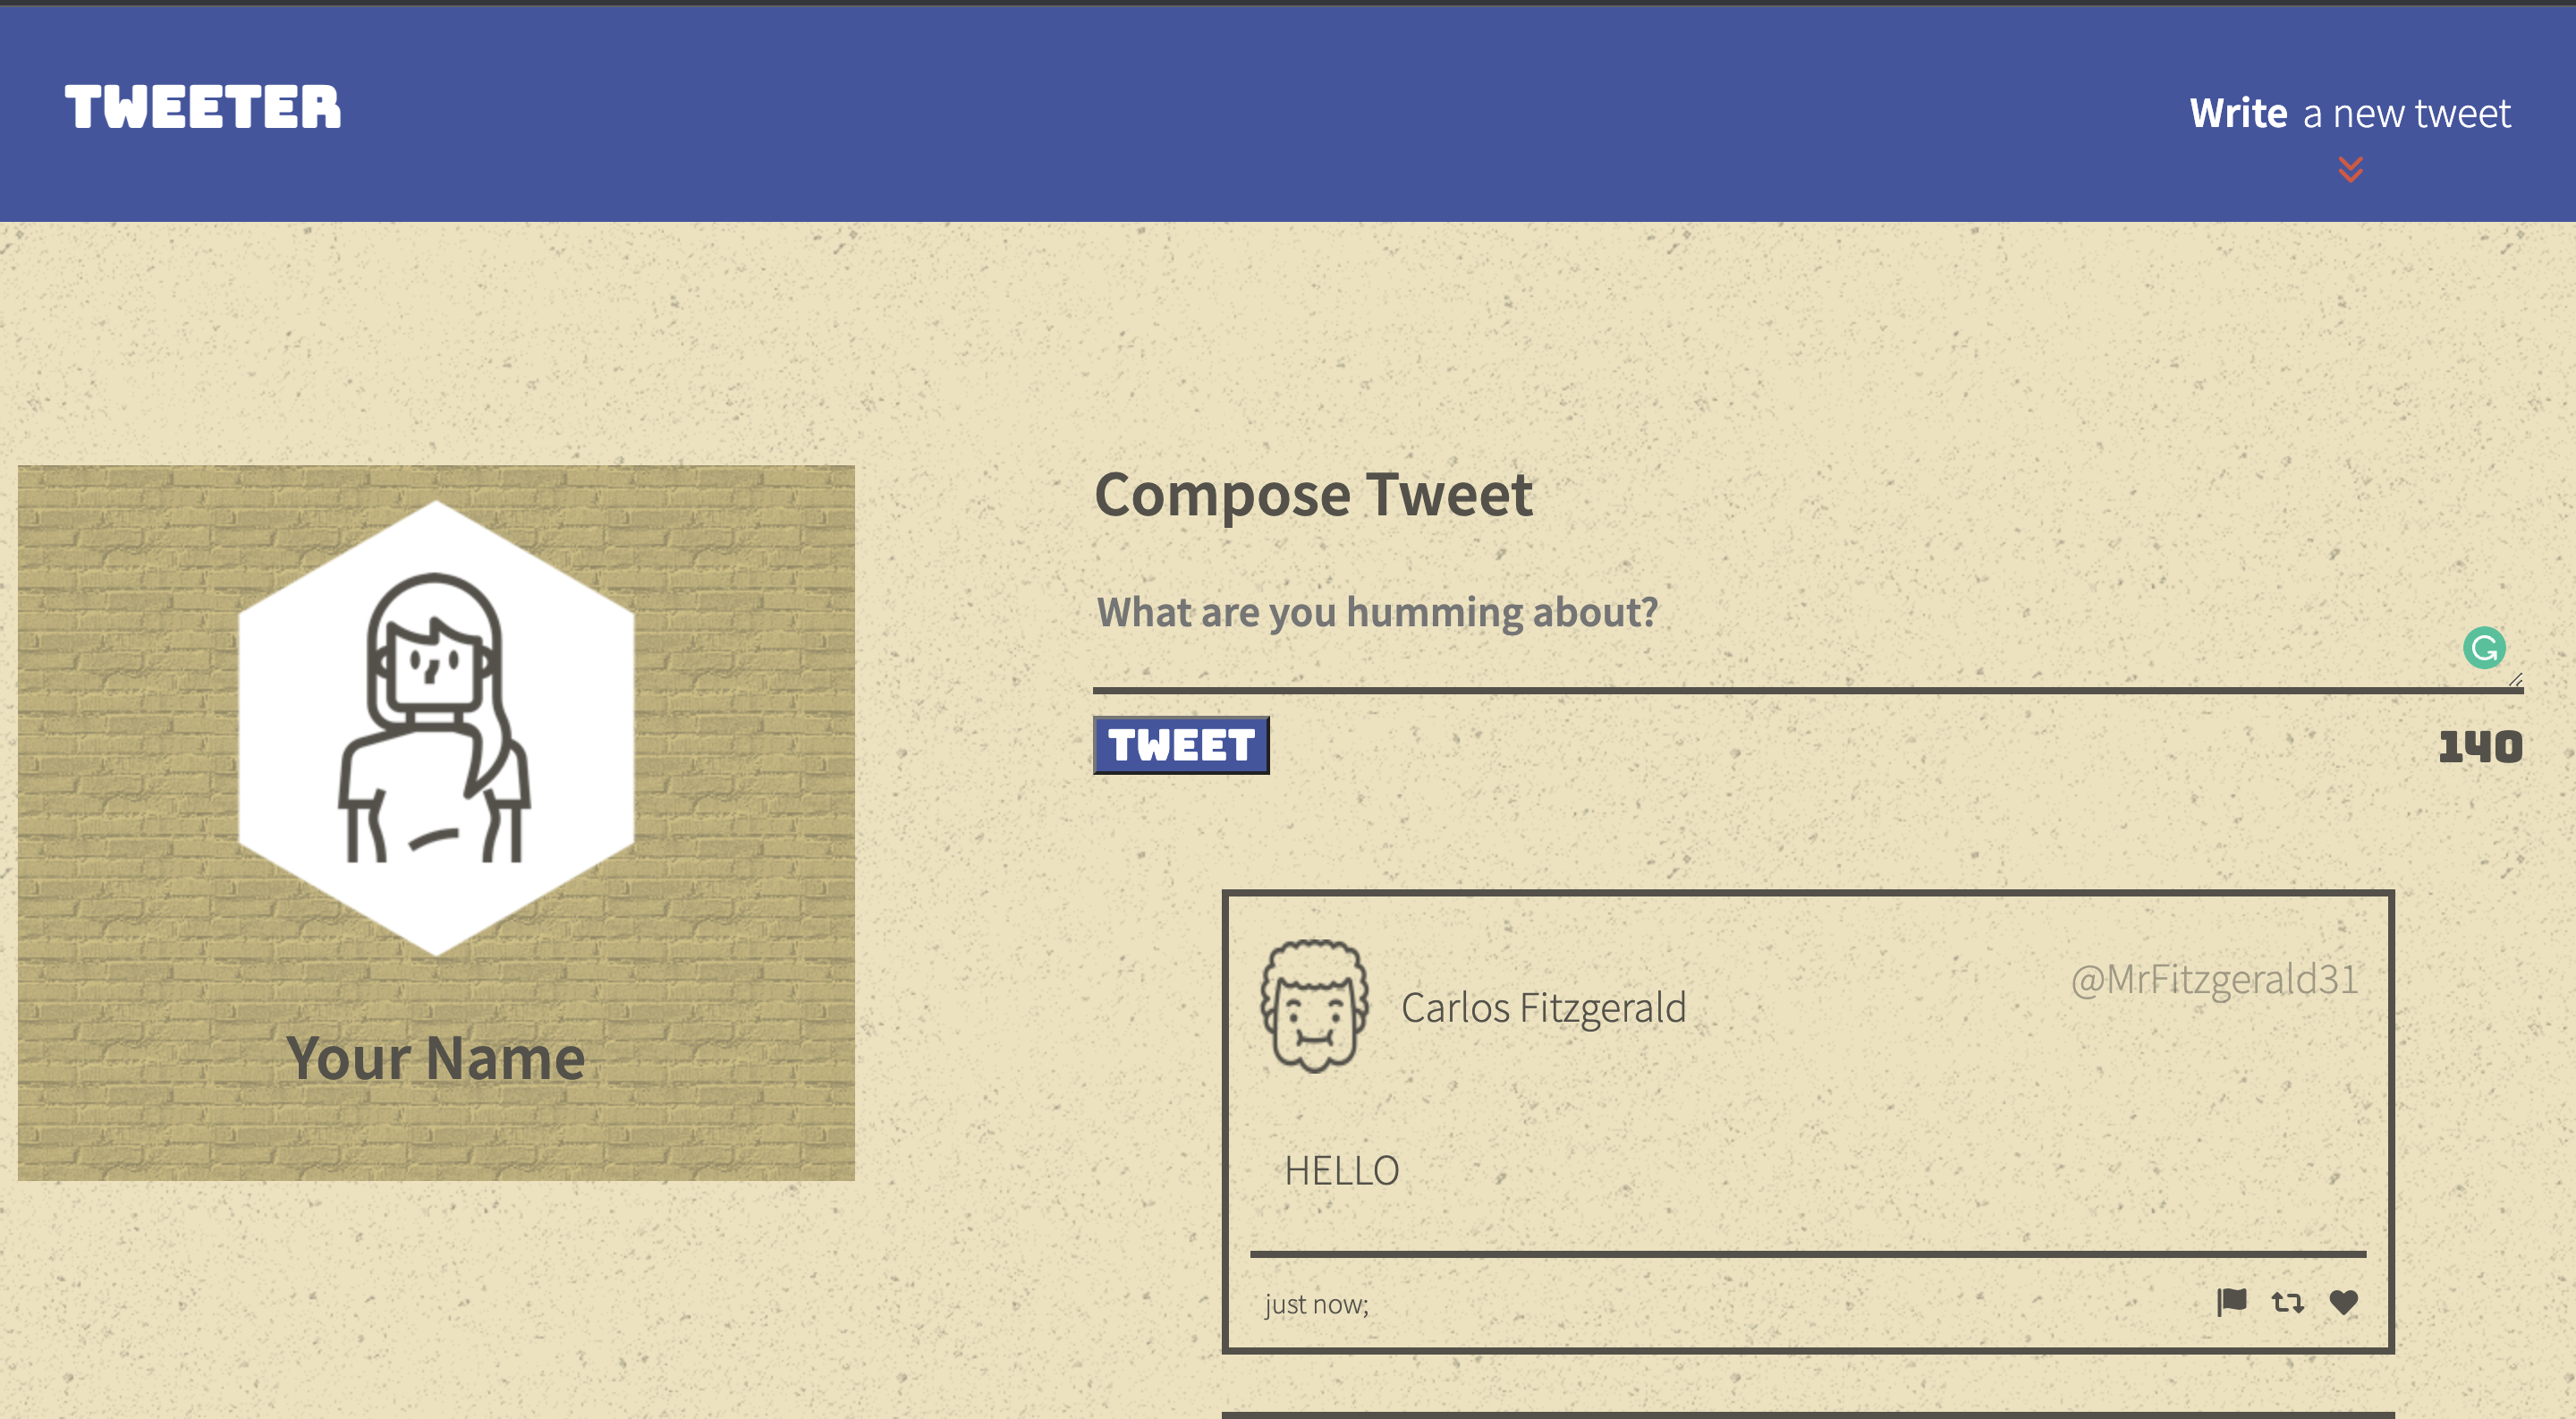 TWEETER
Write a new tweet
Your Name
Compose Tweet
What are you humming about?
TWEET
140
Carlos Fitzgerald
@MrFitzgerald31
HELLO
just now;